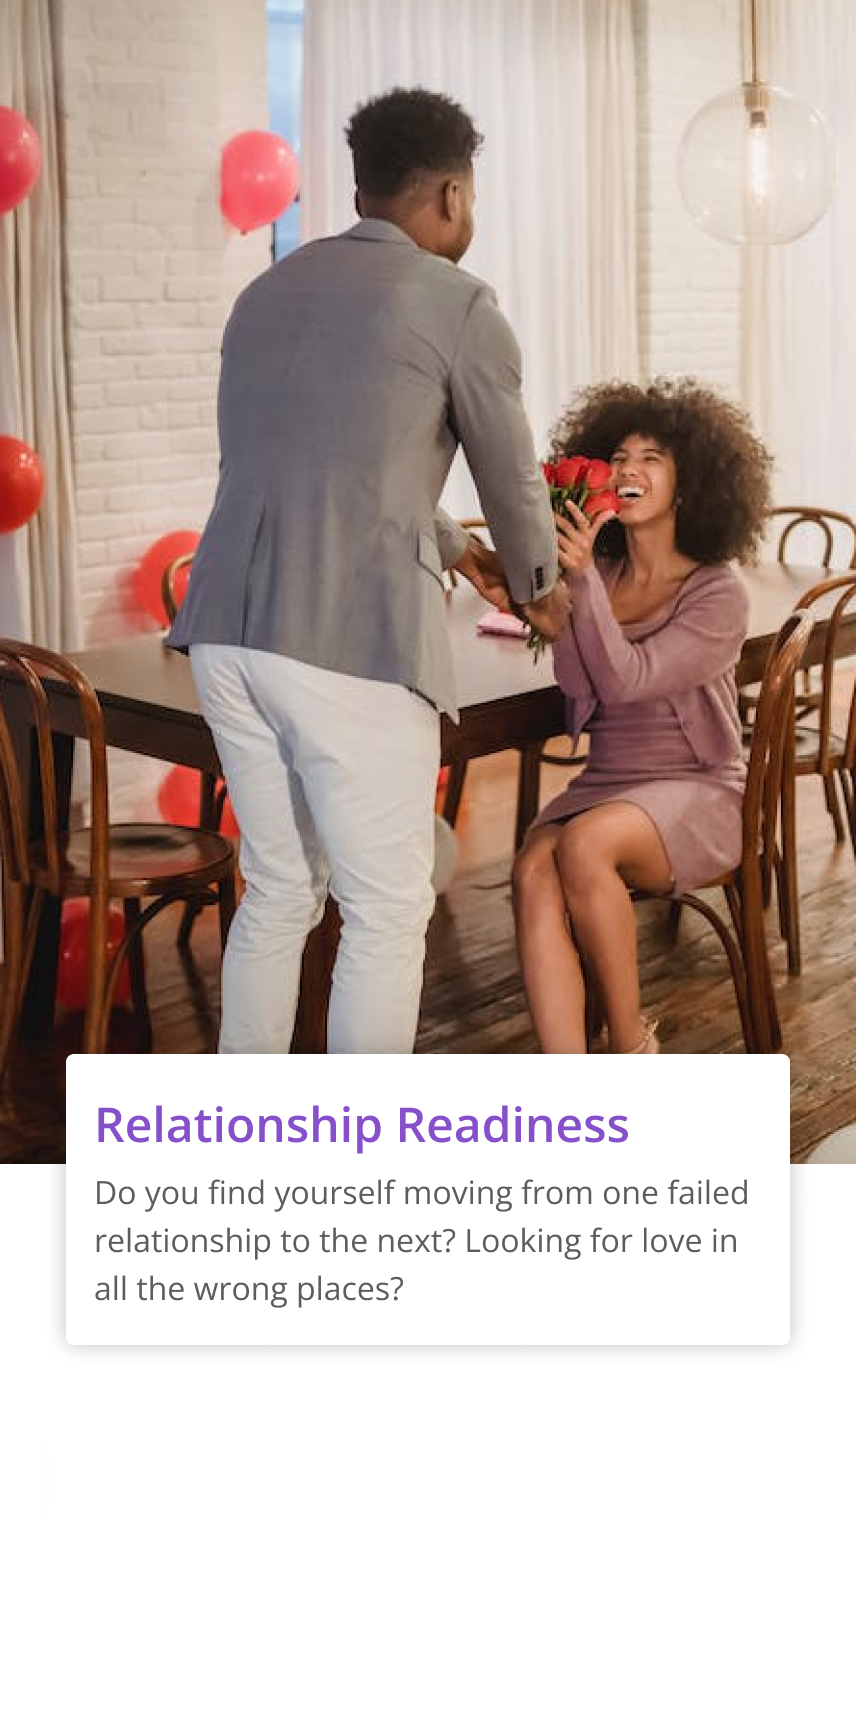 Relationship Readiness
Do you find yourself moving from one failed
relationship to the next? Looking for love in
all the wrong places?